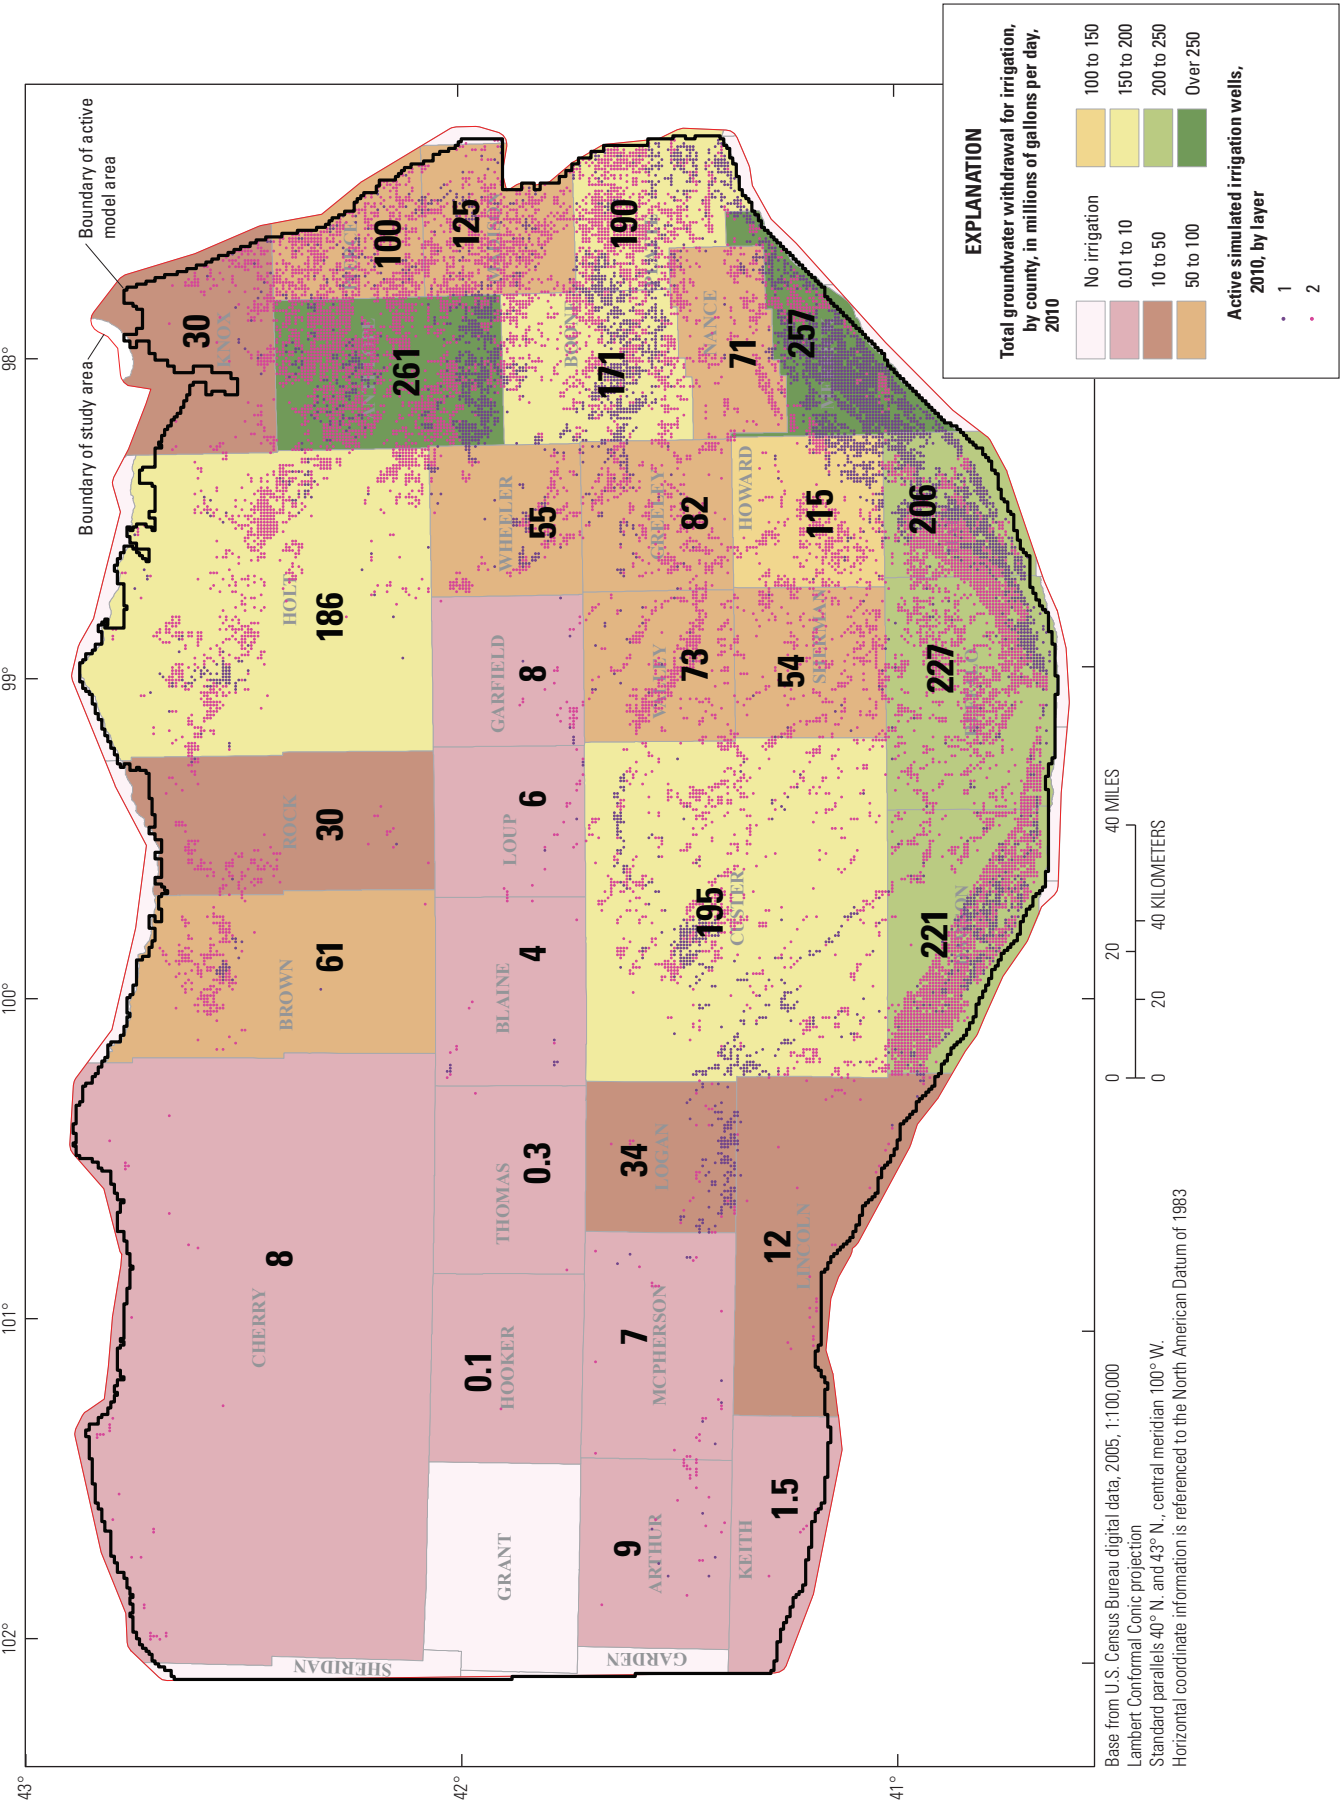 102°
101°
100°
99°
98°
43°
42°
41°
Boundary of study area
Boundary of active
model area
CHERRY
8
BROWN
61
ROCK
30
HOLT
186
KNOX
30
261
PIERCE
100
125
SHERIDAN
GRANT
HOOKER
0.1
THOMAS
0.3
BLAINE
4
LOUP
6
GARFIELD
8
WHEELER
55
BOONE
171
190
GARDEN
ARTHUR
9
MCPHERSON
7
LOGAN
34
CUSTER
195
VALLEY
73
GREELEY
82
NANCE
71
KEITH
1.5
LINCOLN
12
SHERMAN
54
HOWARD
115
257
221
227
206
EXPLANATION
Total groundwater withdrawal for irrigation,
by county, in millions of gallons per day,
2010
No irrigation
0.01 to 10
10 to 50
50 to 100
100 to 150
150 to 200
200 to 250
Over 250
Active simulated irrigation wells,
2010, by layer
1
2
0 20 40 MILES
0 20 40 KILOMETERS
Base from U.S. Census Bureau digital data, 2005, 1:100,000
Lambert Conformal Conic projection
Standard parallels 40° N. and 43° N., central meridian 100° W.
Horizontal coordinate information is referenced to the North American Datum of 1983